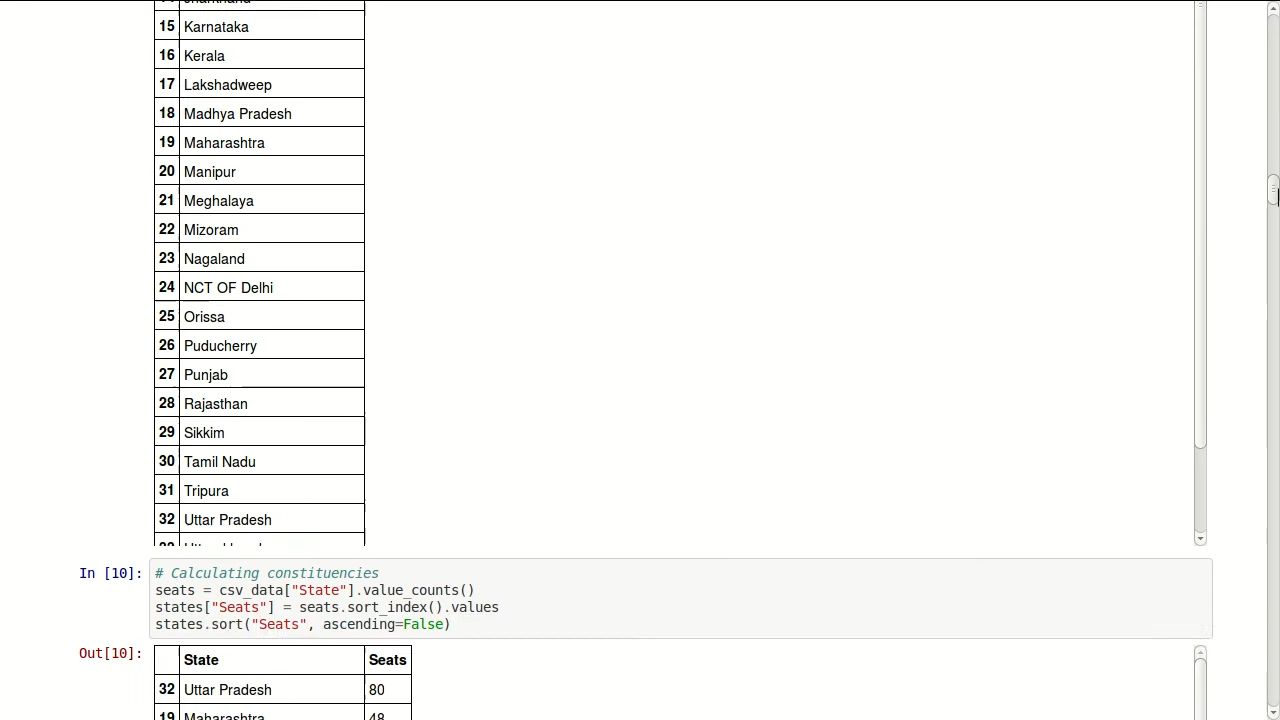 15 Karnataka
16 Kerala
17 Lakshadweep
18 Madhya Pradesh
19 Maharashtra
20 Manipur
21 Meghalaya
22 Mizoram
23 Nagaland
24 NCT OF Delhi
25 Orissa
26 Puducherry
27 Punjab
28 Rajasthan
29 Sikkim
30 Tamil Nadu
31 Tripura
32 Uttar Pradesh
In [10]: # Calculating constituencies
seats = csv_data["State"].value_counts()
states["Seats"] = seats.sort_index().values
states.sort("Seats", ascending=False)
Out[10]: State Seats
32 Uttar Pradesh 80
19 Maharashtra 48